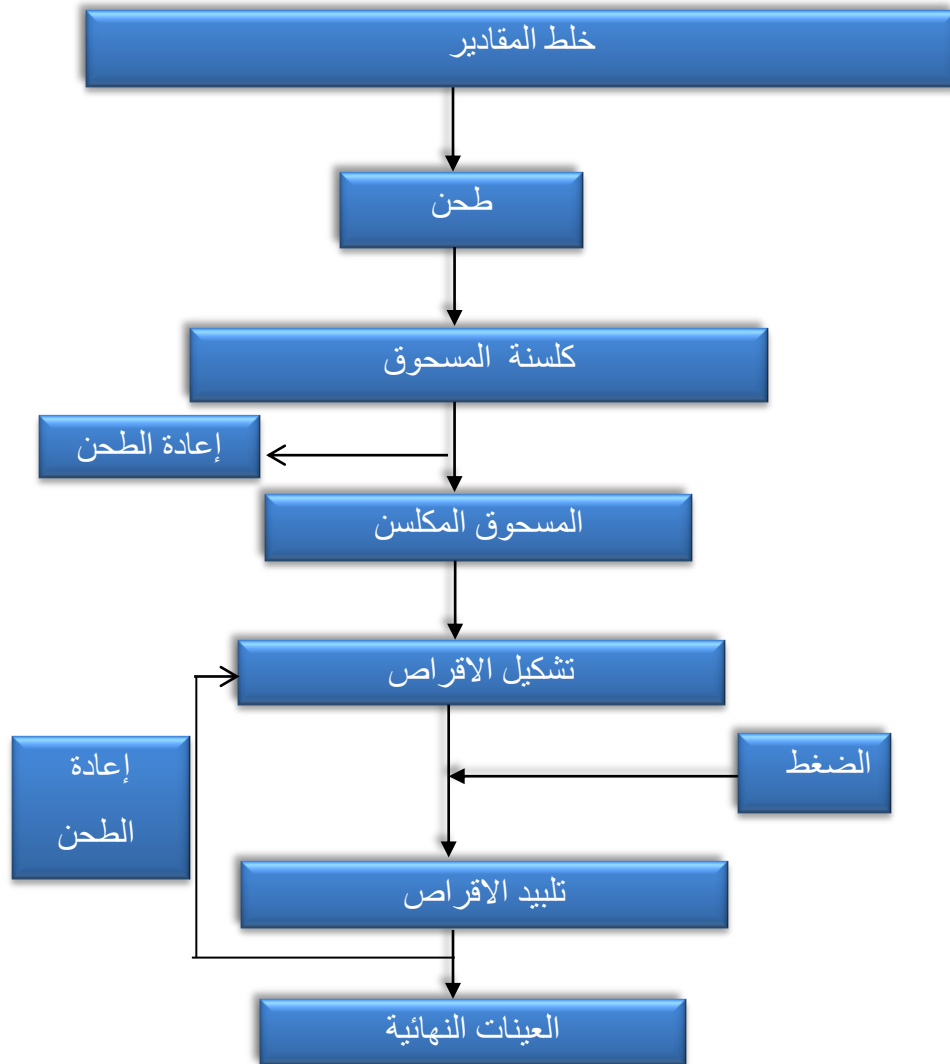 خلط المقادير
طحن
كلسنة المسحوق
إعادة الطحن
المسحوق المكلسن
تشكيل الاقراص
إعادة
الطحن
الضغط
تلبيد الاقراص
العينات النهائية